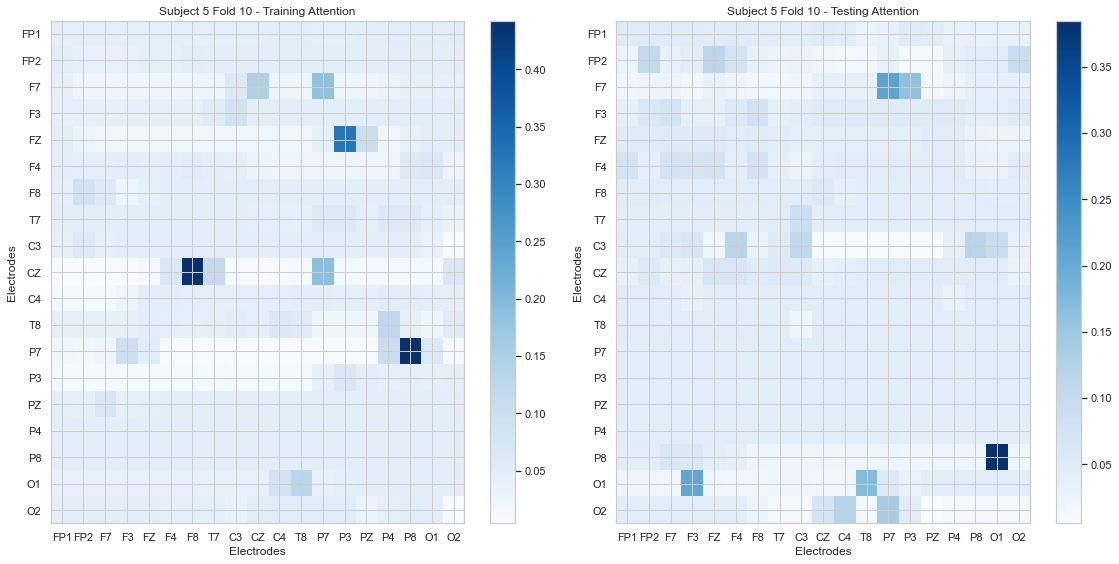 Subject 5 Fold 10 - Training Attention
FP1
FP2
F7
F3
FZ
F4
F8
T7
C3
CZ
C4
T8
P7
P3
PZ
P4
P8
O1
O2
Electrodes
FP1 FP2 F7 F3 FZ F4 F8 T7 C3 CZ C4 T8 P7 P3 PZ P4 P8 O1 O2
Electrodes
0.40
0.35
0.30
0.25
0.20
0.15
0.10
0.05
Subject 5 Fold 10 - Testing Attention
FP1
FP2
F7
F3
FZ
F4
F8
T7
C3
CZ
C4
T8
P7
P3
PZ
P4
P8
O1
O2
Electrodes
FP1 FP2 F7 F3 FZ F4 F8 T7 C3 CZ C4 T8 P7 P3 PZ P4 P8 O1 O2
Electrodes
0.35
0.30
0.25
0.20
0.15
0.10
0.05